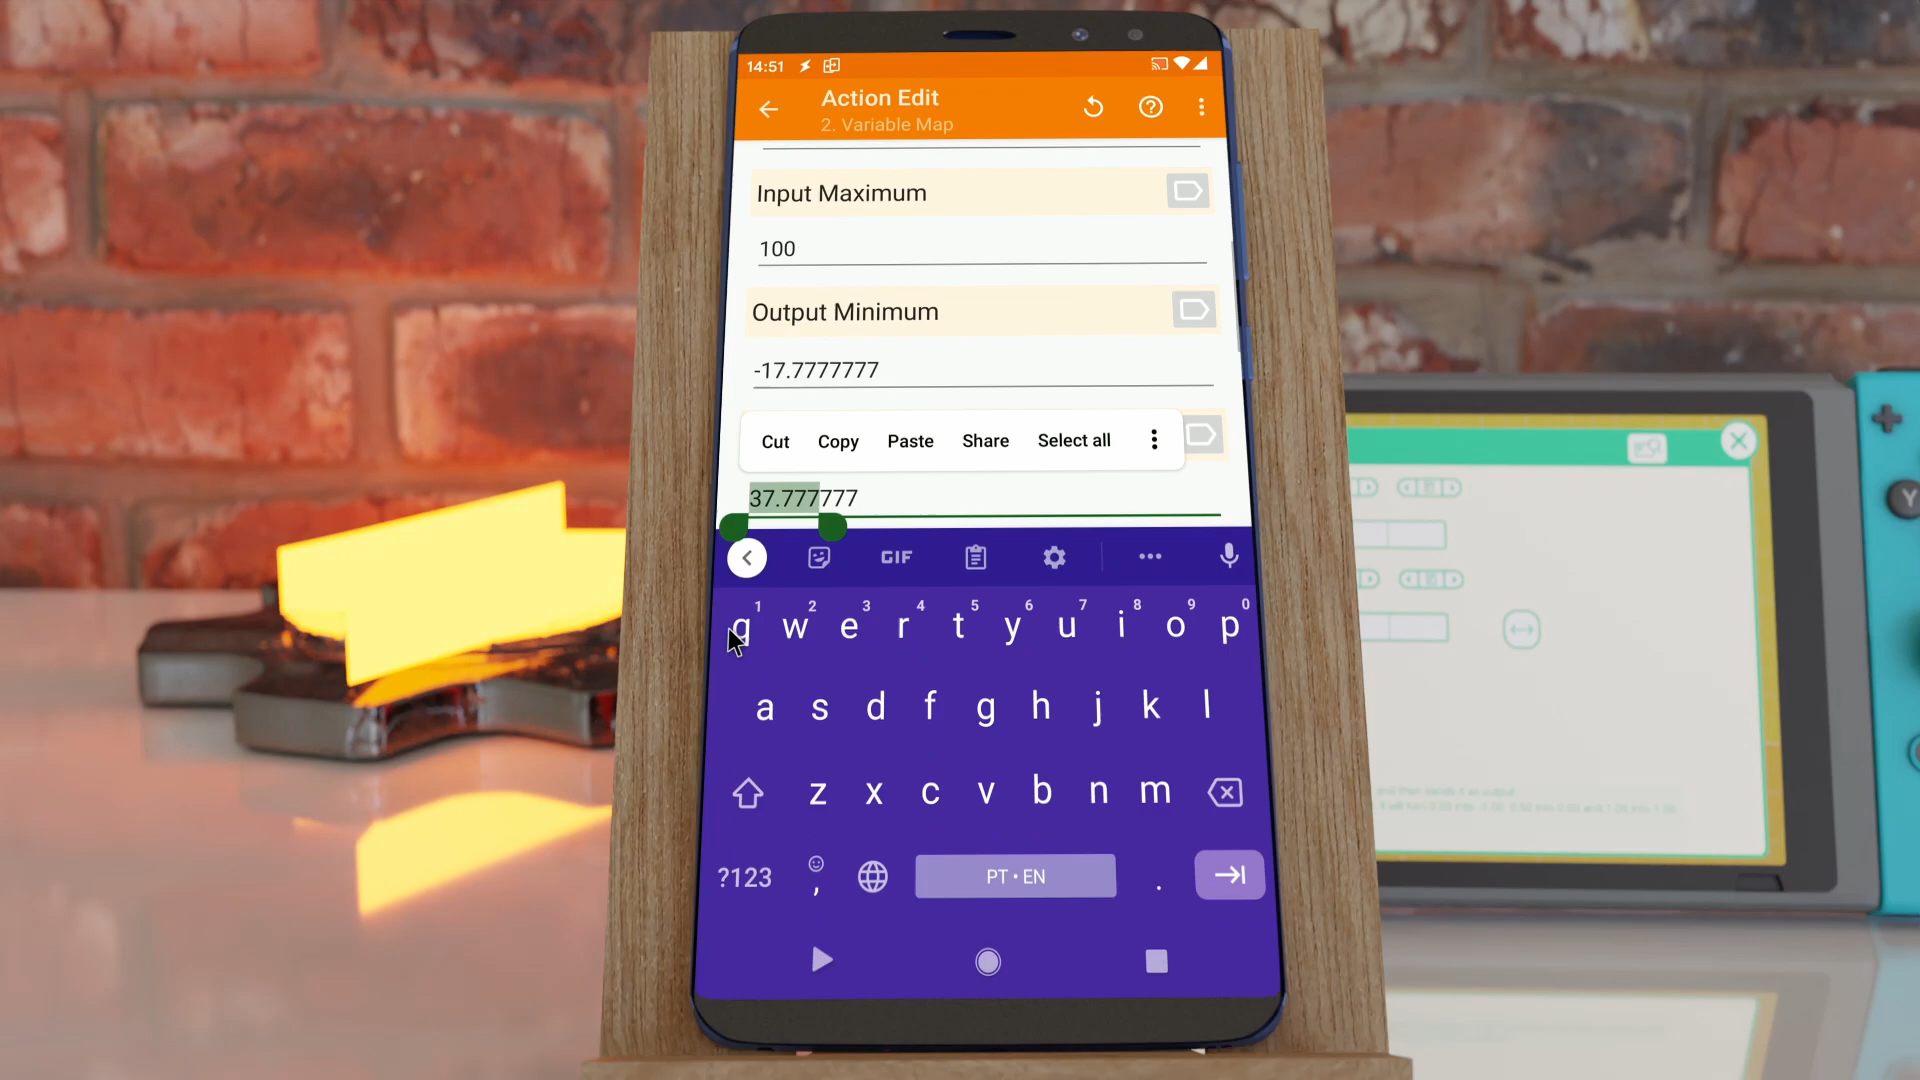 14:51
Action Edit
2. Variable Map
Input Maximum
100
Output Minimum
-17.7777777
Cut Copy Paste Share Select all
37.777777
GIF
1 2 3 4 5 6 7 8 9 0
q w e r t y u i o p
a s d f g h j k l
z x c v b n m
?123 , PT • EN .
Y